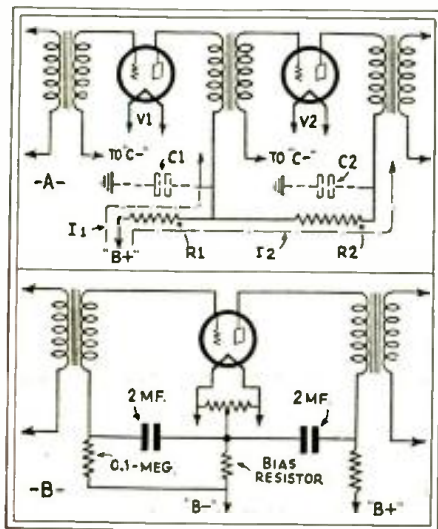 V1
V2
TO "C-"
C1
TO "C-"
C2
-A-
I1
"B+"
R1
I2
R2
2 MF.
2 MF.
0.1-MEG.
BIAS
RESISTOR
-B-
"B-"
"B+"